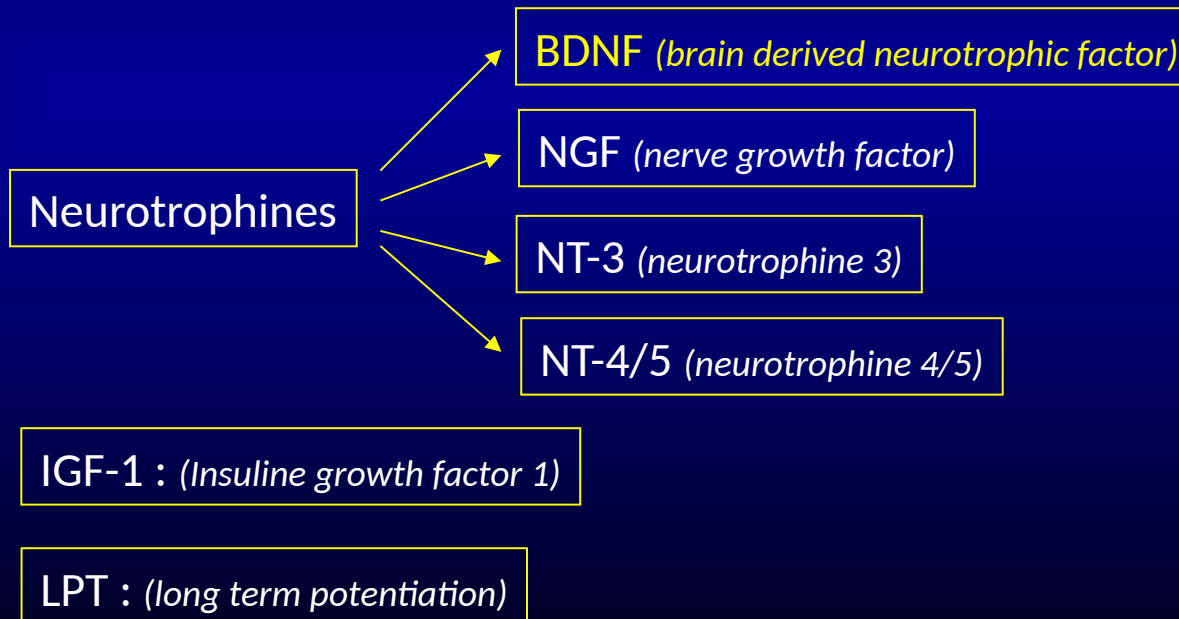 BDNF (brain derived neurotrophic factor)
NGF (nerve growth factor)
Neurotrophines
NT-3 (neurotrophine 3)
NT-4/5 (neurotrophine 4/5)
IGF-1 : (Insuline growth factor 1)
LPT : (long term potentiation)